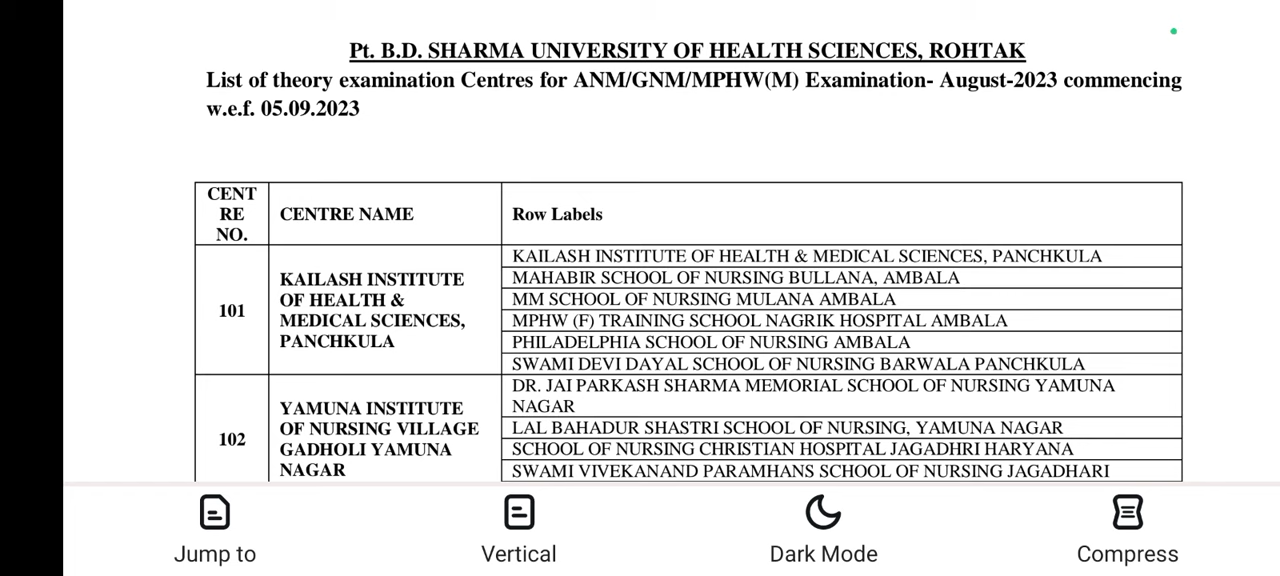 Pt. B.D. SHARMA UNIVERSITY OF HEALTH SCIENCES, ROHTAK
List of theory examination Centres for ANM/GNM/MPHW(M) Examination- August-2023 commencing
w.e.f. 05.09.2023
CENT
RE
NO.
CENTRE NAME
Row Labels
101
KAILASH INSTITUTE
OF HEALTH &
MEDICAL SCIENCES,
PANCHKULA
KAILASH INSTITUTE OF HEALTH & MEDICAL SCIENCES, PANCHKULA
MAHABIR SCHOOL OF NURSING BULLANA, AMBALA
MM SCHOOL OF NURSING MULANA AMBALA
MPHW (F) TRAINING SCHOOL NAGRIK HOSPITAL AMBALA
PHILADELPHIA SCHOOL OF NURSING AMBALA
SWAMI DEVI DAYAL SCHOOL OF NURSING BARWALA PANCHKULA
102
YAMUNA INSTITUTE
OF NURSING VILLAGE
GADHOLI YAMUNA
NAGAR
DR. JAI PARKASH SHARMA MEMORIAL SCHOOL OF NURSING YAMUNA
NAGAR
LAL BAHADUR SHASTRI SCHOOL OF NURSING, YAMUNA NAGAR
SCHOOL OF NURSING CHRISTIAN HOSPITAL JAGADHRI HARYANA
SWAMI VIVEKANAND PARAMHANS SCHOOL OF NURSING JAGADHARI
Jump to
Vertical
Dark Mode
Compress